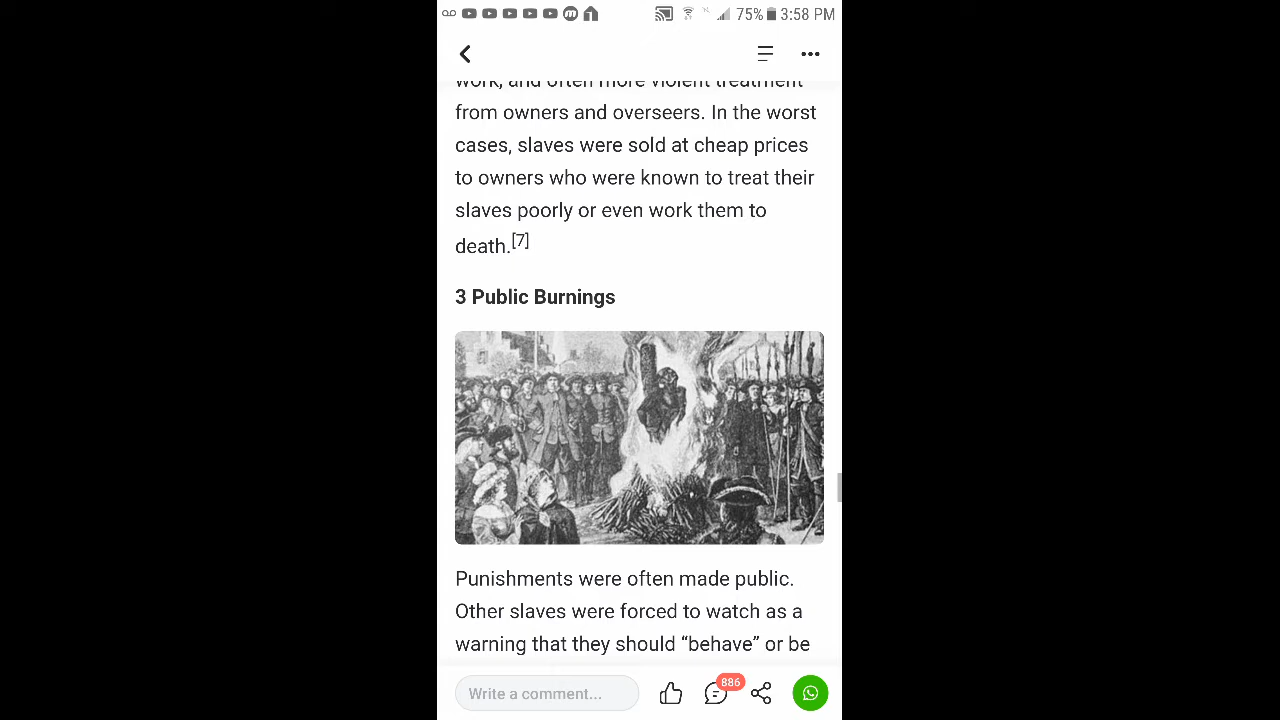 75% 3:58 PM
work, and often more violent treatment
from owners and overseers. In the worst
cases, slaves were sold at cheap prices
to owners who were known to treat their
slaves poorly or even work them to
death.[7]
3 Public Burnings
Punishments were often made public.
Other slaves were forced to watch as a
warning that they should “behave” or be
Write a comment...
886